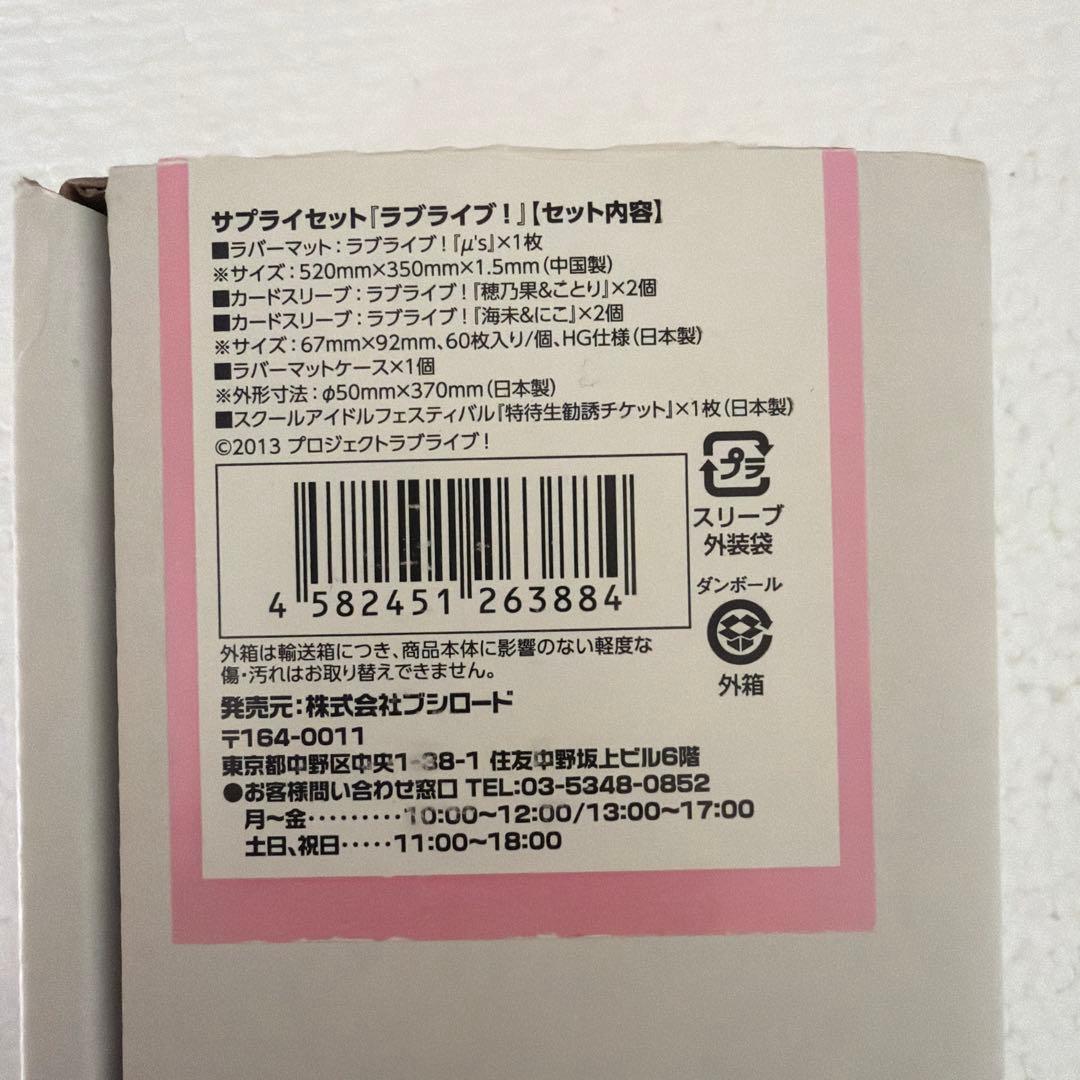 サプライセット『ラブライブ！』【セット内容】
■ラバーマット：ラブライブ！『μ's』×1枚
※サイズ：520mm×350mm×1.5mm（中国製）
■カードスリーブ：ラブライブ！『穂乃果&ことり』×2個
■カードスリーブ：ラブライブ！『海未&にこ』×2個
※サイズ：67mm×92mm、60枚入り/個、HG仕様（日本製）
■ラバーマットケース×1個
※外形寸法：φ50mm×370mm（日本製）
■スクールアイドルフェスティバル『特待生勧誘チケット』×1枚（日本製）
©2013 プロジェクトラブライブ！
4 582451 263884
プラ
スリーブ
外装袋
ダンボール
外箱
外箱は輸送箱につき、商品本体に影響のない軽度な
傷・汚れはお取り替えできません。
発売元：株式会社ブシロード
〒164-0011
東京都中野区中央1-38-1 住友中野坂上ビル6階
●お客様問い合わせ窓口 TEL:03-5348-0852
月～金‥‥‥‥10:00～12:00/13:00～17:00
土日、祝日‥‥‥11:00～18:00